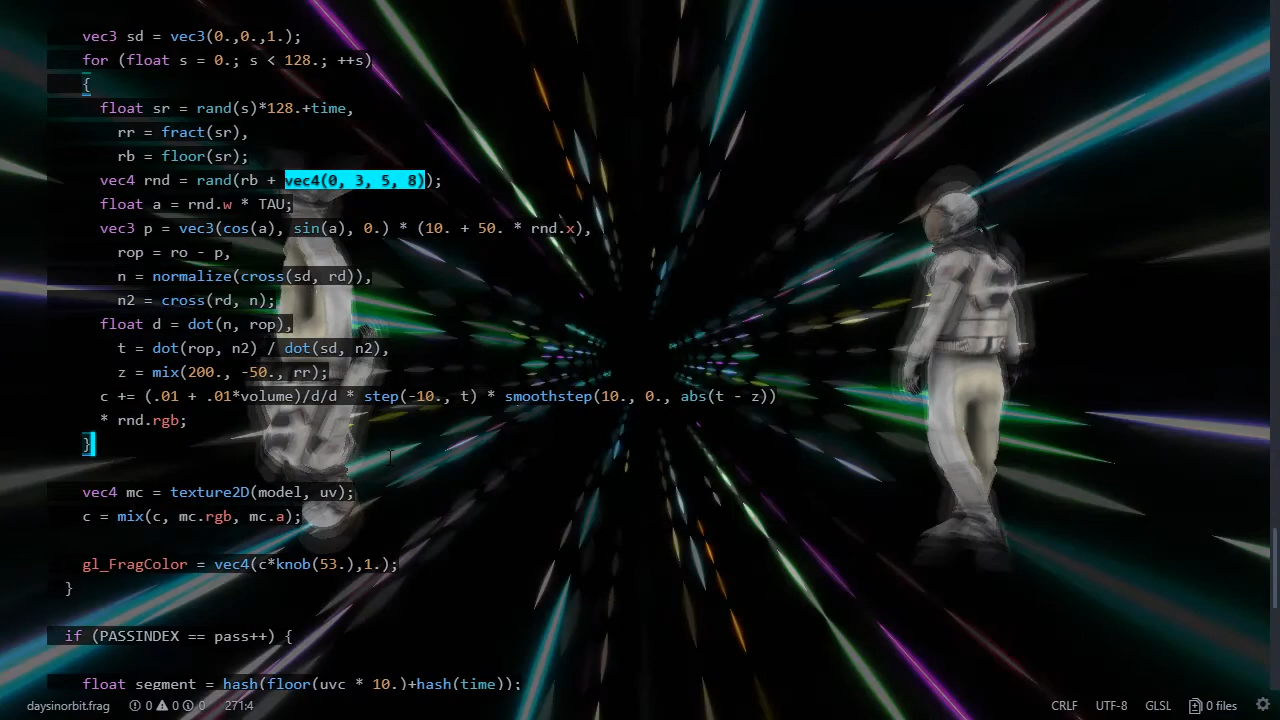 vec3 sd = vec3(0.,0.,1.);
for (float s = 0.; s < 128.; ++s)
{
float sr = rand(s)*128.+time,
rr = fract(sr),
rb = floor(sr);
vec4 rnd = rand(rb + vec4(0, 3, 5, 8));
float a = rnd.w * TAU;
vec3 p = vec3(cos(a), sin(a), 0.) * (10. + 50. * rnd.x),
rop = ro - p,
n = normalize(cross(sd, rd)),
n2 = cross(rd, n);
float d = dot(n, rop),
t = dot(rop, n2) / dot(sd, n2),
z = mix(200., -50., rr);
c += (.01 + .01*volume)/d/d * step(-10., t) * smoothstep(10., 0., abs(t - z))
* rnd.rgb;
}
vec4 mc = texture2D(model, uv);
c = mix(c, mc.rgb, mc.a);
gl_FragColor = vec4(c*knob(53.),1.);
}
if (PASSINDEX == pass++) {
float segment = hash(floor(uvc * 10.)+hash(time));
daysinorbit.frag 0 0 0 271:4 CRLF UTF-8 GLSL 0 files